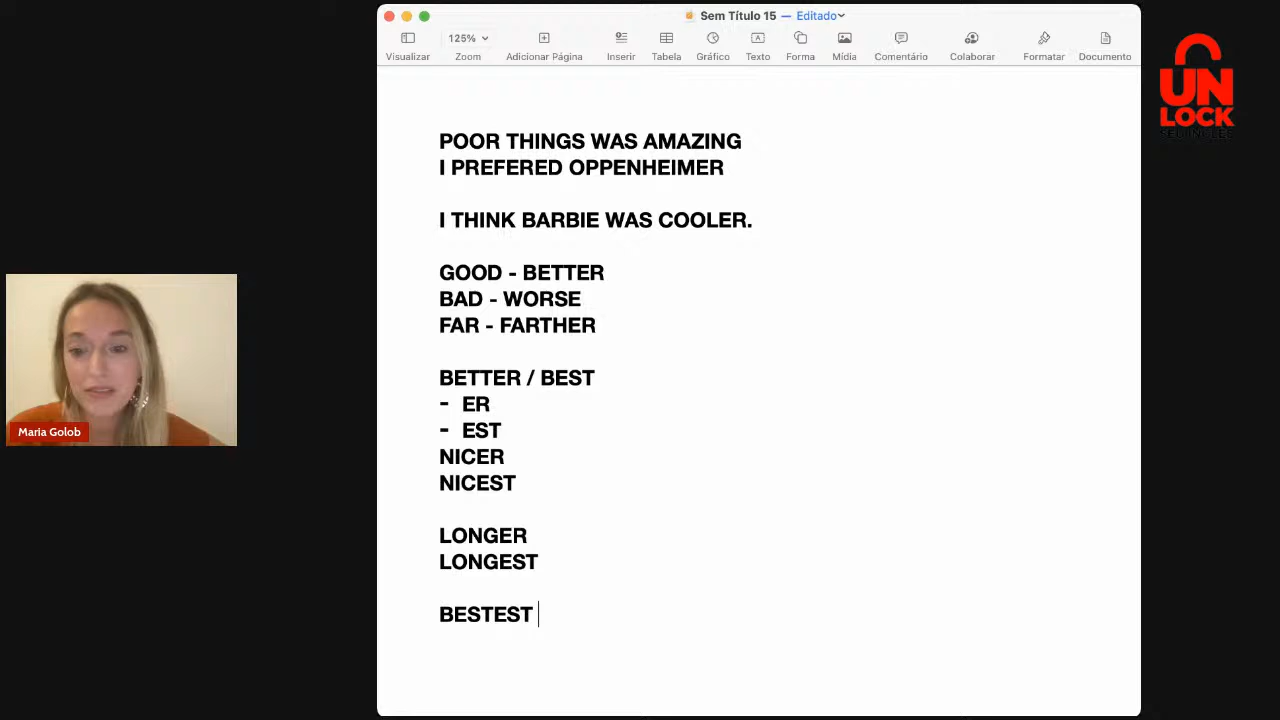 Sem Título 15 — Editado
125%
Visualizar Zoom Adicionar Página Inserir Tabela Gráfico Texto Forma Mídia Comentário Colaborar Formatar Documento
UN
LOCK
SEU INGLÊS
POOR THINGS WAS AMAZING
I PREFERED OPPENHEIMER
I THINK BARBIE WAS COOLER.
GOOD - BETTER
BAD - WORSE
FAR - FARTHER
BETTER / BEST
- ER
- EST
NICER
NICEST
LONGER
LONGEST
BESTEST
Maria Golob